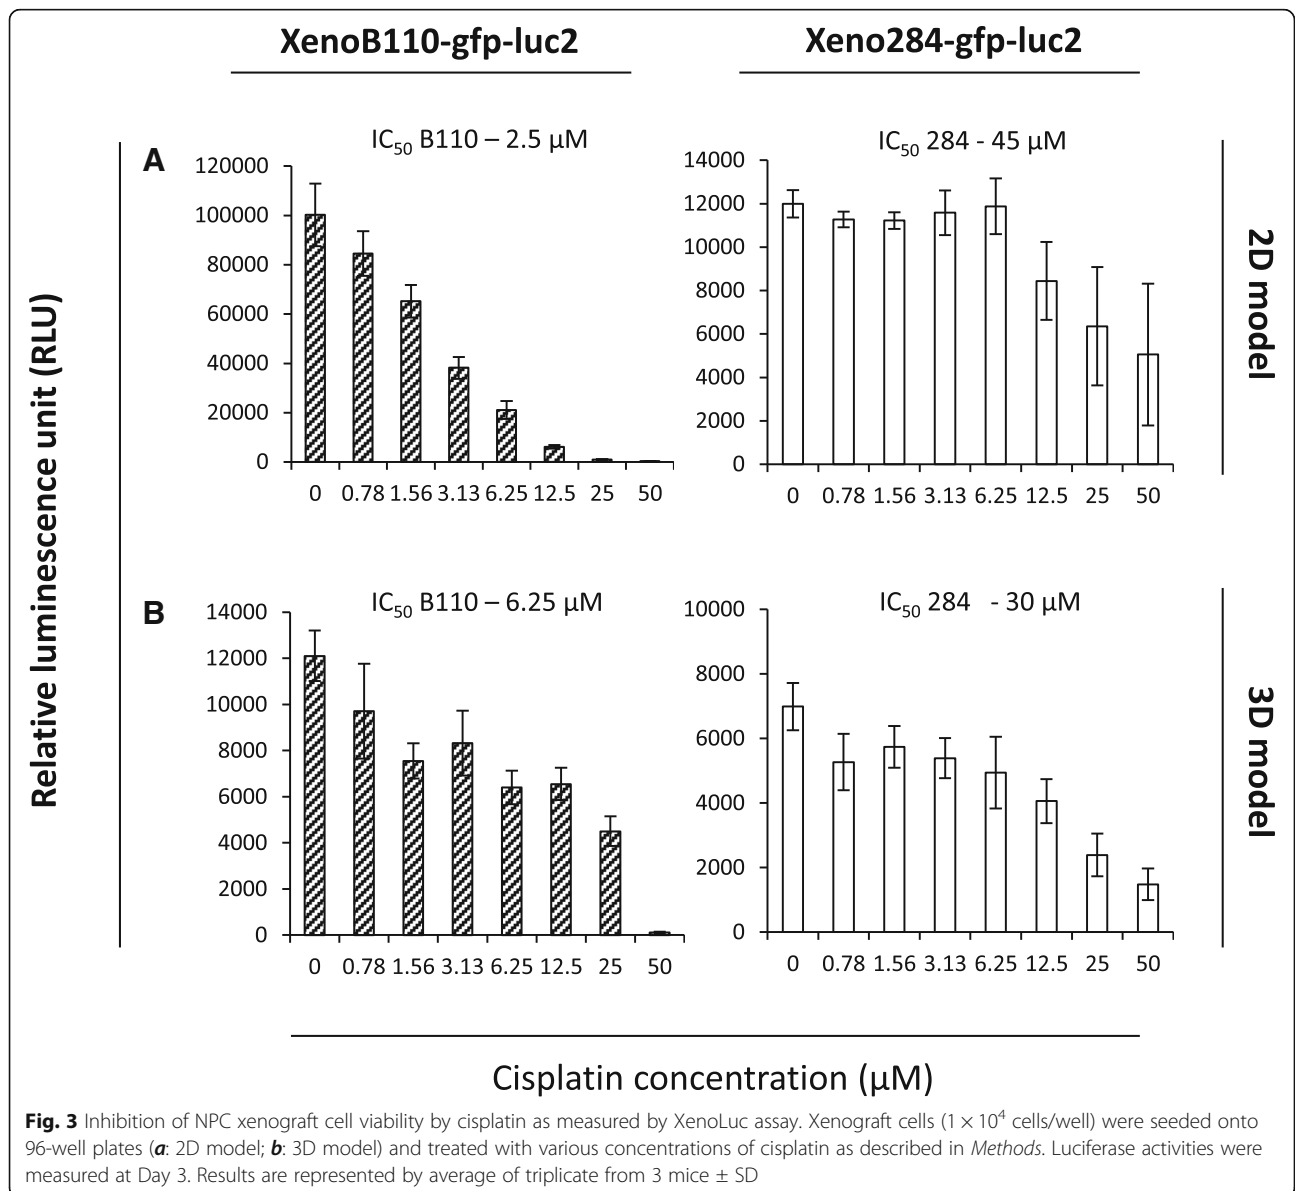 XenoB110-gfp-luc2
Xeno284-gfp-luc2
Relative luminescence unit (RLU)
A
IC50 B110 – 2.5 µM
120000
100000
80000
60000
40000
20000
0
0 0.78 1.56 3.13 6.25 12.5 25 50
IC50 284 - 45 µM
14000
12000
10000
8000
6000
4000
2000
0
0 0.78 1.56 3.13 6.25 12.5 25 50
2D model
B
IC50 B110 – 6.25 µM
14000
12000
10000
8000
6000
4000
2000
0
0 0.78 1.56 3.13 6.25 12.5 25 50
IC50 284 - 30 µM
10000
8000
6000
4000
2000
0
0 0.78 1.56 3.13 6.25 12.5 25 50
3D model
Cisplatin concentration (µM)
Fig. 3 Inhibition of NPC xenograft cell viability by cisplatin as measured by XenoLuc assay. Xenograft cells (1 × 10⁴ cells/well) were seeded onto
96-well plates (a: 2D model; b: 3D model) and treated with various concentrations of cisplatin as described in Methods. Luciferase activities were
measured at Day 3. Results are represented by average of triplicate from 3 mice ± SD